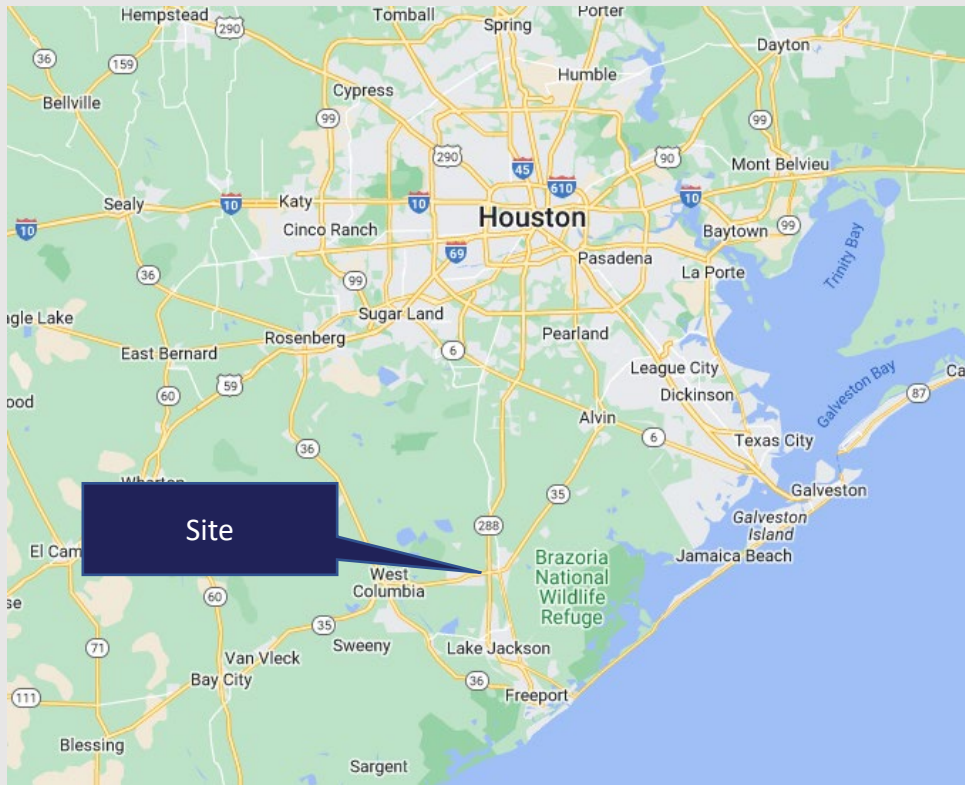 Hempstead
Tomball
Porter
290
Spring
36
159
Dayton
Humble
Bellville
Cypress
99
99
290
90
Mont Belvieu
45
610
Sealy
10
Katy
10
10
Houston
10
Cinco Ranch
Baytown
99
69
Pasadena
Trinity Bay
36
99
La Porte
agle Lake
Sugar Land
Rosenberg
Pearland
6
East Bernard
League City
59
Dickinson
Galveston Bay
Ca
60
87
ood
Alvin
6
Texas City
36
35
Galveston
288
Galveston
Island
Site
El Cam
Jamaica Beach
Brazoria
National
Wildlife
Refuge
West
Columbia
se
60
35
Sweeny
Lake Jackson
71
Van Vleck
Bay City
36
Freeport
111
Blessing
Sargent